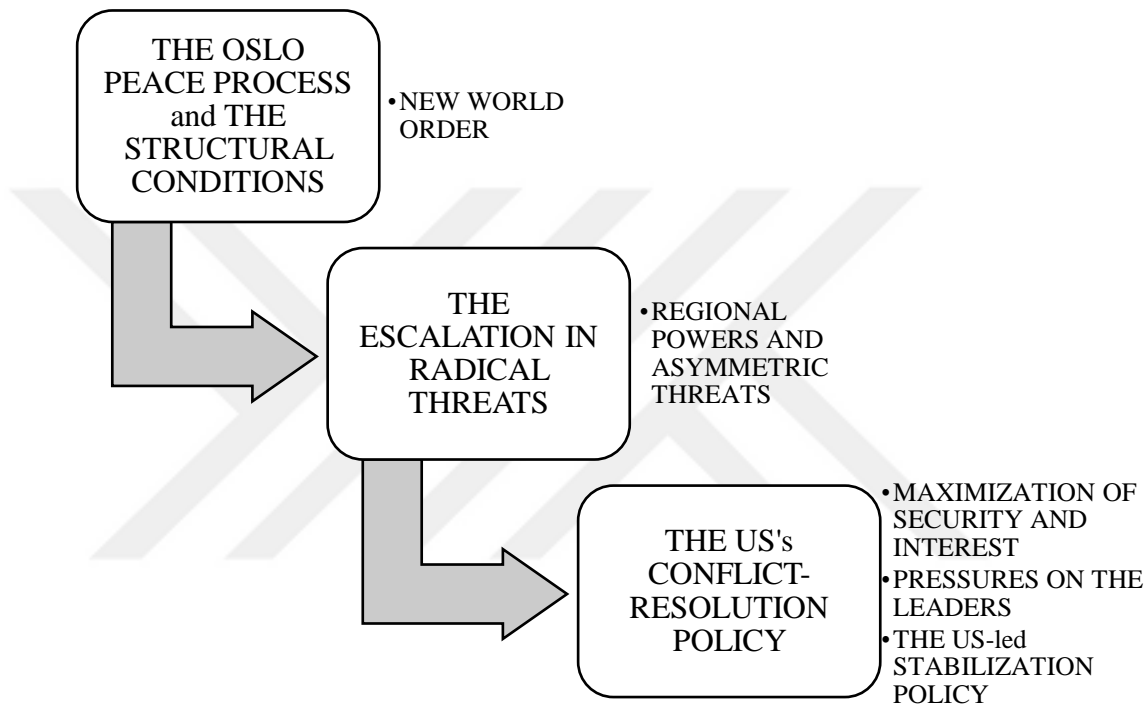 THE OSLO
PEACE PROCESS
and THE
STRUCTURAL
CONDITIONS
•NEW WORLD
ORDER
THE
ESCALATION IN
RADICAL
THREATS
•REGIONAL
POWERS AND
ASYMMETRIC
THREATS
THE US's
CONFLICT-
RESOLUTION
POLICY
•MAXIMIZATION OF
SECURITY AND
INTEREST
•PRESSURES ON THE
LEADERS
•THE US-led
STABILIZATION
POLICY